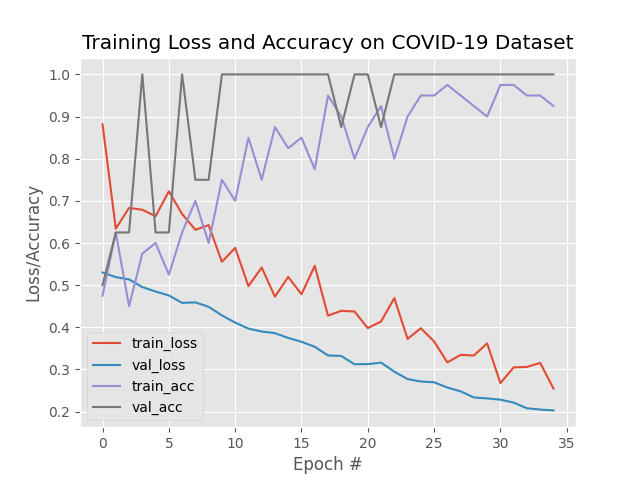 Training Loss and Accuracy on COVID-19 Dataset
1.0
0.9
0.8
0.7
0.6
0.5
0.4
0.3
0.2
Loss/Accuracy
train_loss
val_loss
train_acc
val_acc
0 5 10 15 20 25 30 35
Epoch #